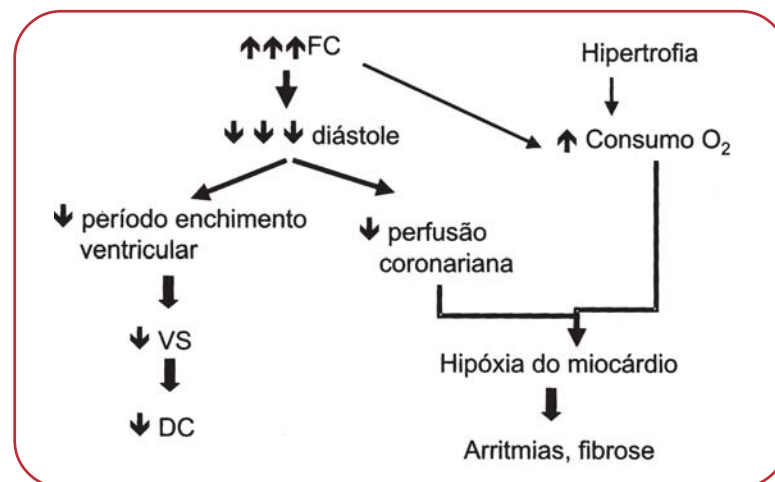 ↑↑↑FC
Hipertrofia
↓ ↓ ↓ diástole
↑ Consumo O₂
↓ período enchimento
ventricular
↓ perfusão
coronariana
↓ VS
Hipóxia do miocárdio
↓ DC
Arritmias, fibrose